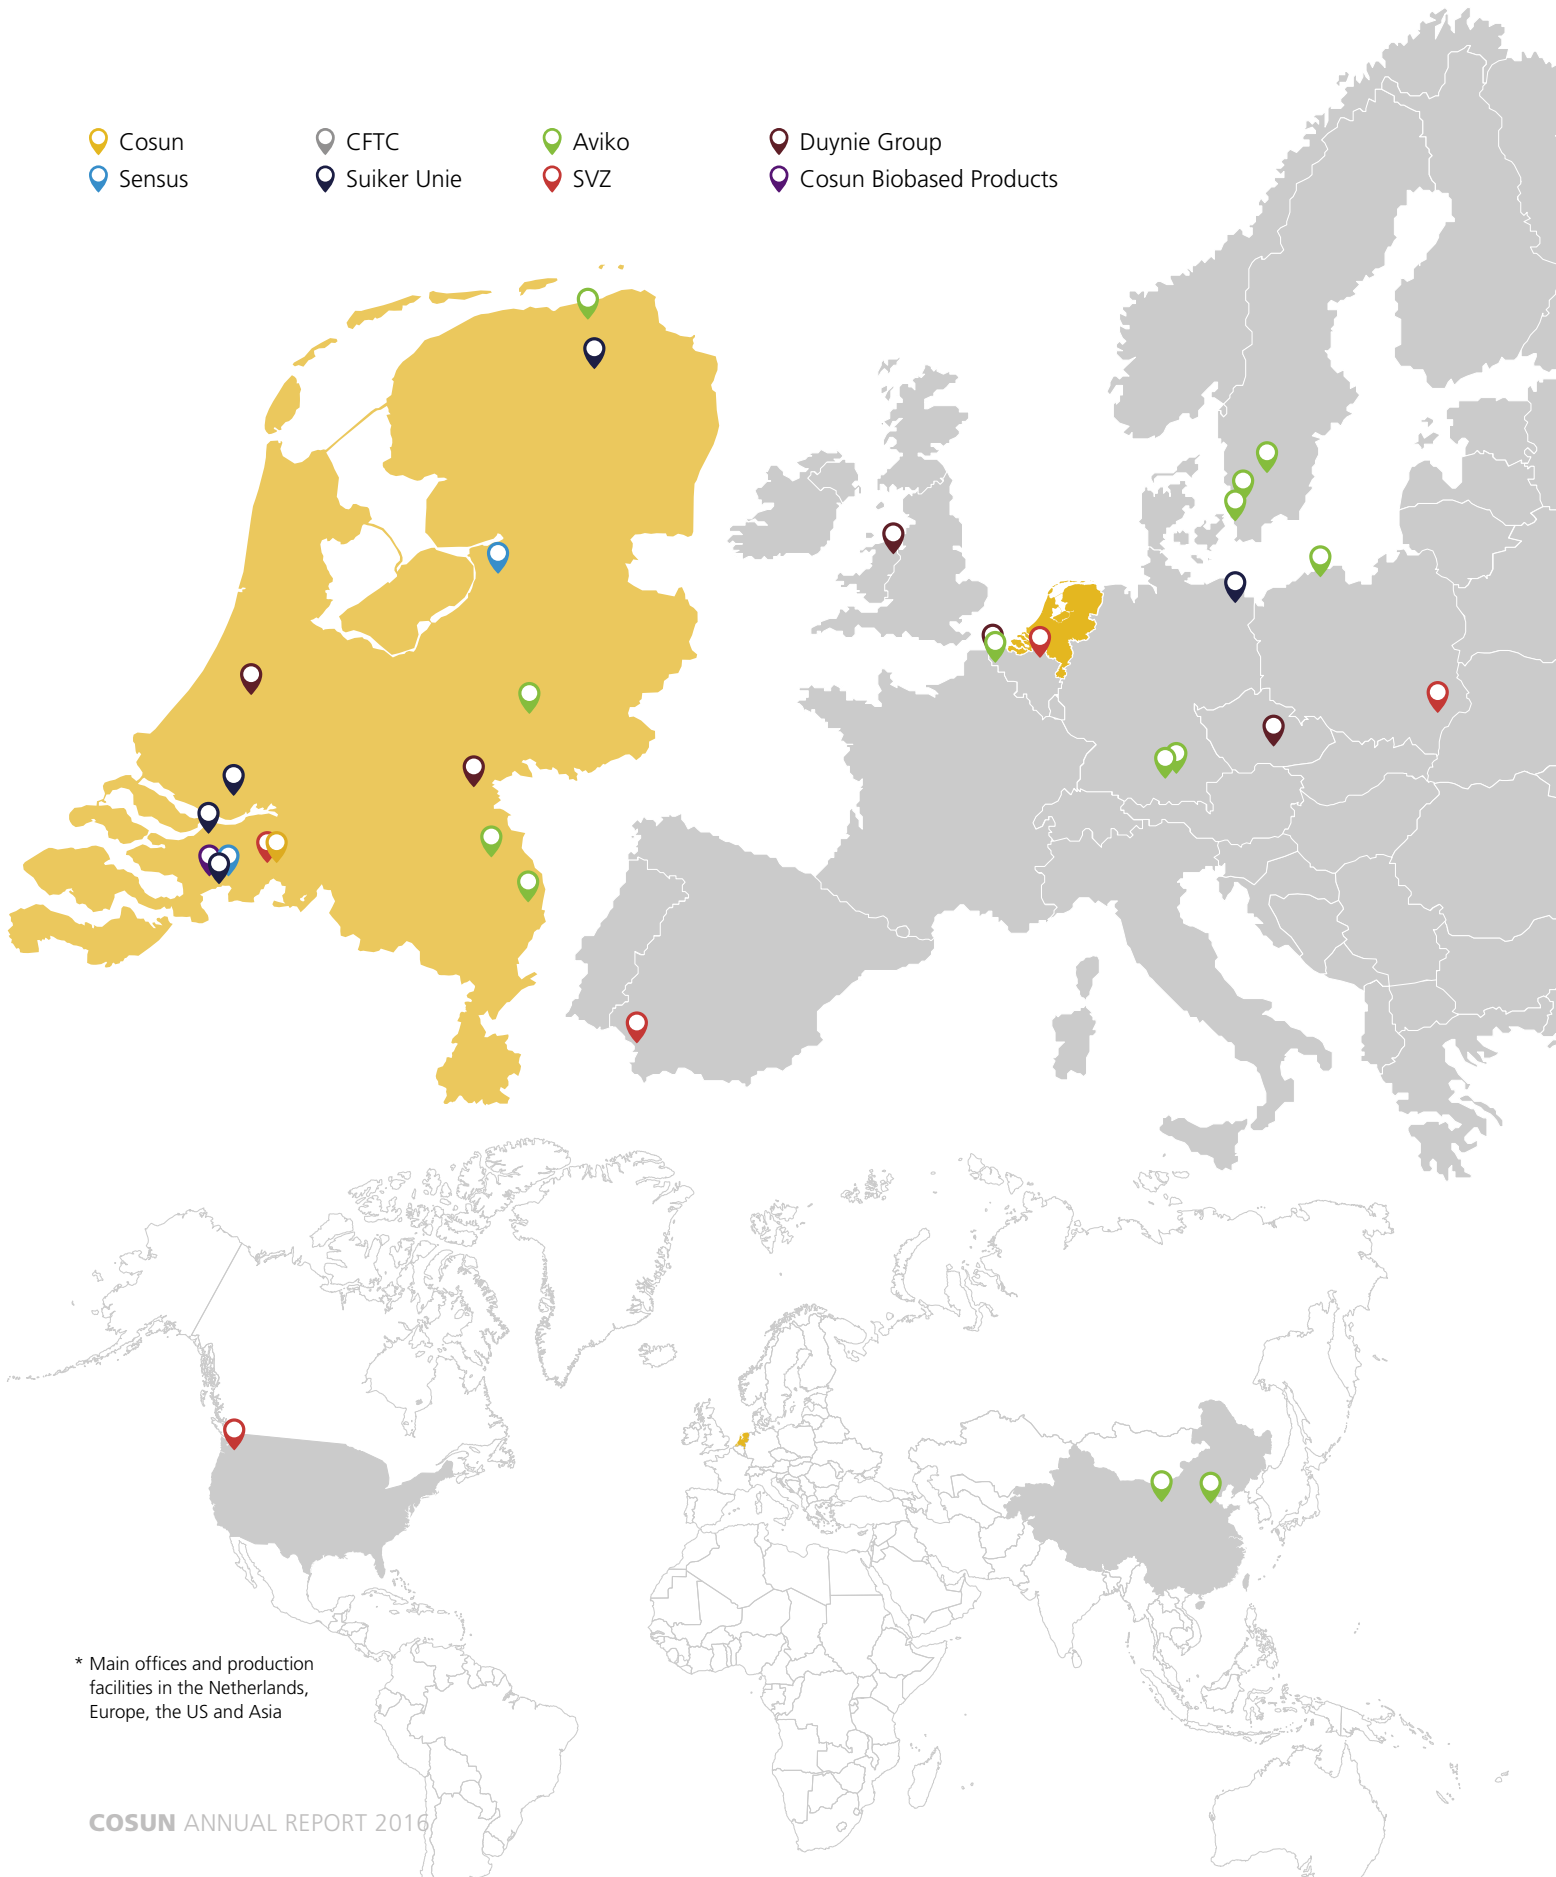 Cosun
CFTC
Aviko
Duynie Group
Sensus
Suiker Unie
SVZ
Cosun Biobased Products
* Main offices and production
facilities in the Netherlands,
Europe, the US and Asia
COSUN ANNUAL REPORT 2016